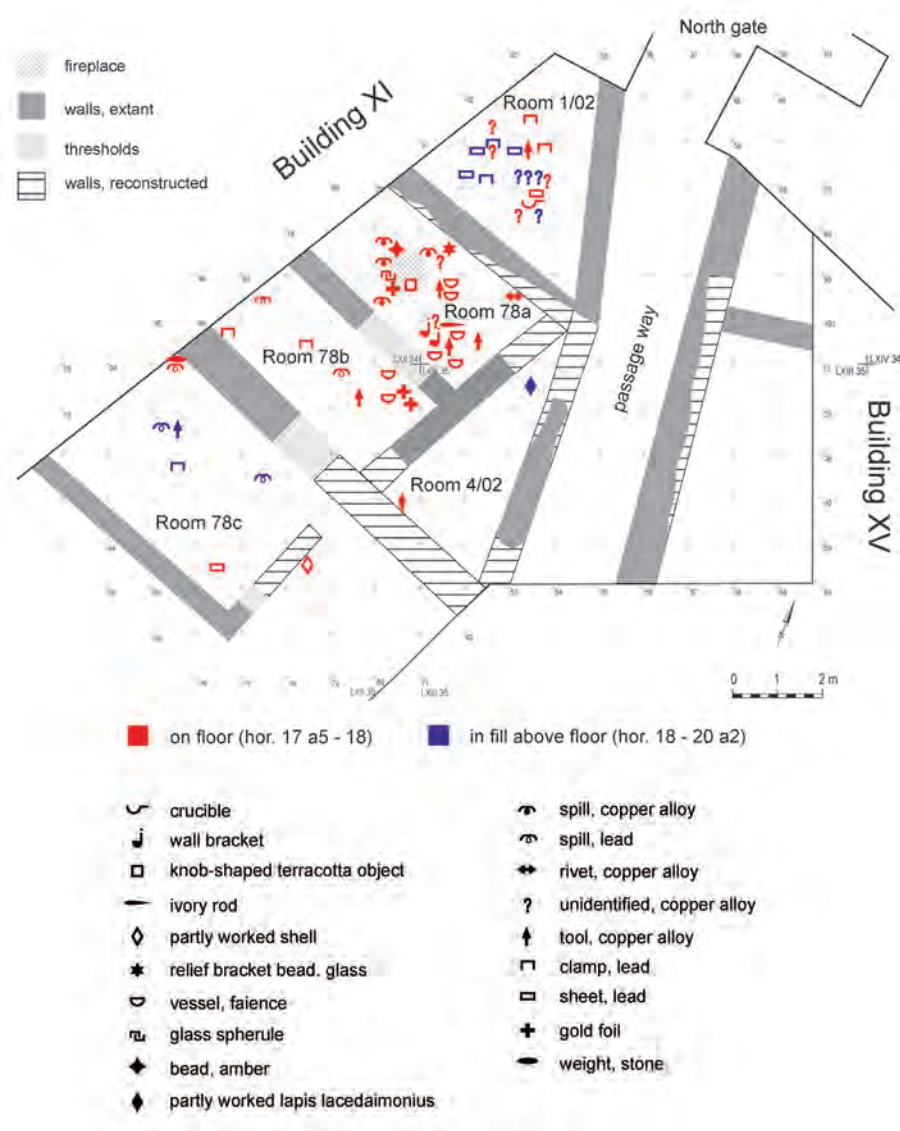 North gate
fireplace
walls, extant
thresholds
walls, reconstructed
Building XI
Room 1/02
Room 78a
Room 78b
passage way
Building XV
Room 4/02
Room 78c
0 1 2 m
on floor (hor. 17 a5 - 18)
in fill above floor (hor. 18 - 20 a2)
crucible
wall bracket
knob-shaped terracotta object
ivory rod
partly worked shell
relief bracket bead. glass
vessel, faience
glass spherule
bead, amber
partly worked lapis lacedaimonius
spill, copper alloy
spill, lead
rivet, copper alloy
unidentified, copper alloy
tool, copper alloy
clamp, lead
sheet, lead
gold foil
weight, stone